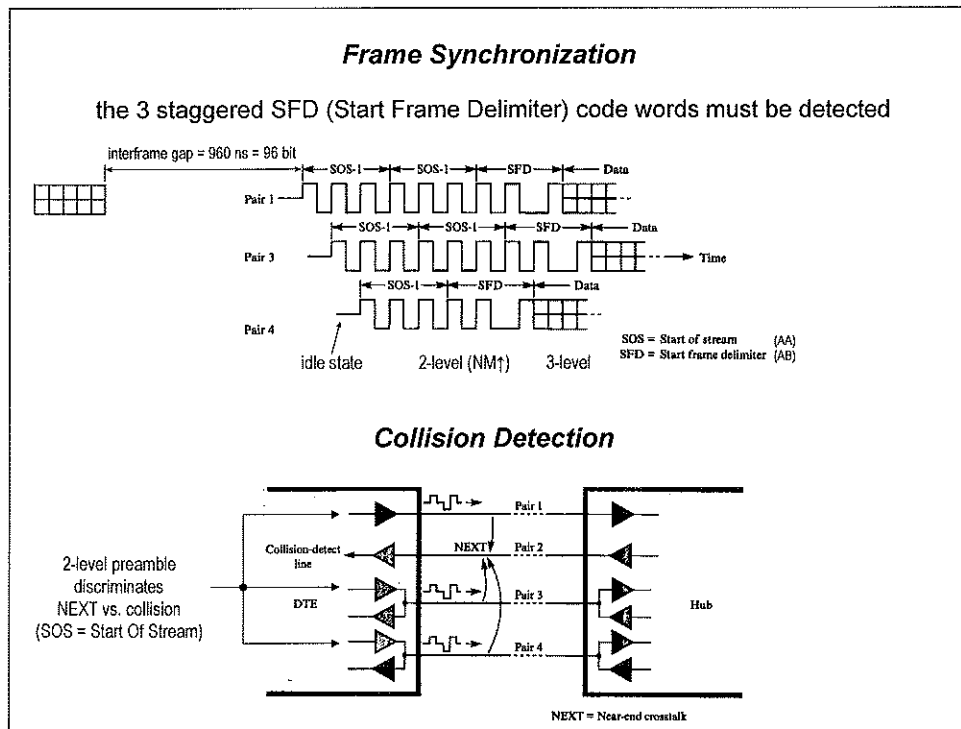 Frame Synchronization
the 3 staggered SFD (Start Frame Delimiter) code words must be detected
interframe gap = 960 ns = 96 bit
SOS-1 SOS-1 SFD Data
Pair 1
SOS-1 SOS-1 SFD Data
Pair 3
Time
SOS-1 SFD Data
Pair 4
SOS = Start of stream (AA)
SFD = Start frame delimiter (AB)
idle state 2-level (NM↑) 3-level
Collision Detection
Pair 1
Collision-detect
line
NEXT Pair 2
2-level preamble
discriminates
NEXT vs. collision
(SOS = Start Of Stream)
DTE
Pair 3
Hub
Pair 4
NEXT = Near-end crosstalk